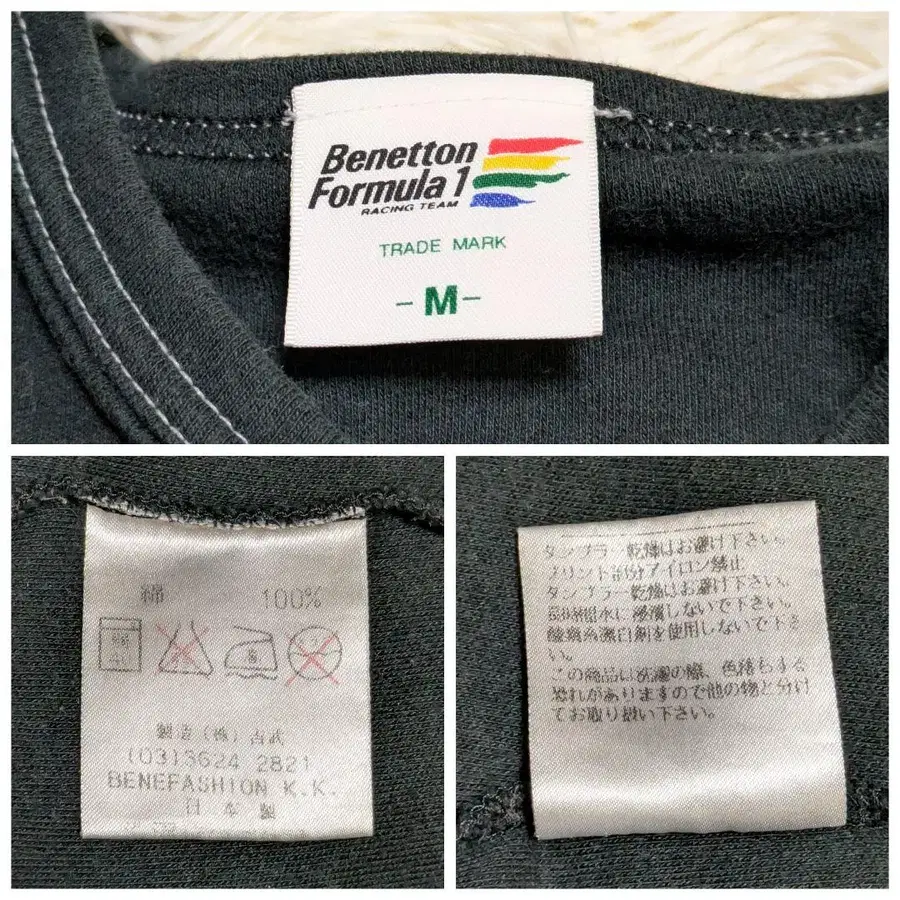 Benetton
Formula 1
RACING TEAM
TRADE MARK
-M-
綿 100%
製造(株)吉武
(03)3624 2821
BENEFASHION K.K.
日本製
タンブラー乾燥はお避け下さい。
プリント部分アイロン禁止
タンブラー乾燥はお避け下さい。
長時間水に浸漬しないで下さい。
酸素系漂白剤を使用しないで下さ
い。
この商品は洗濯の際、色落ちする
恐れがありますので他の物と分け
てお取り扱い下さい。